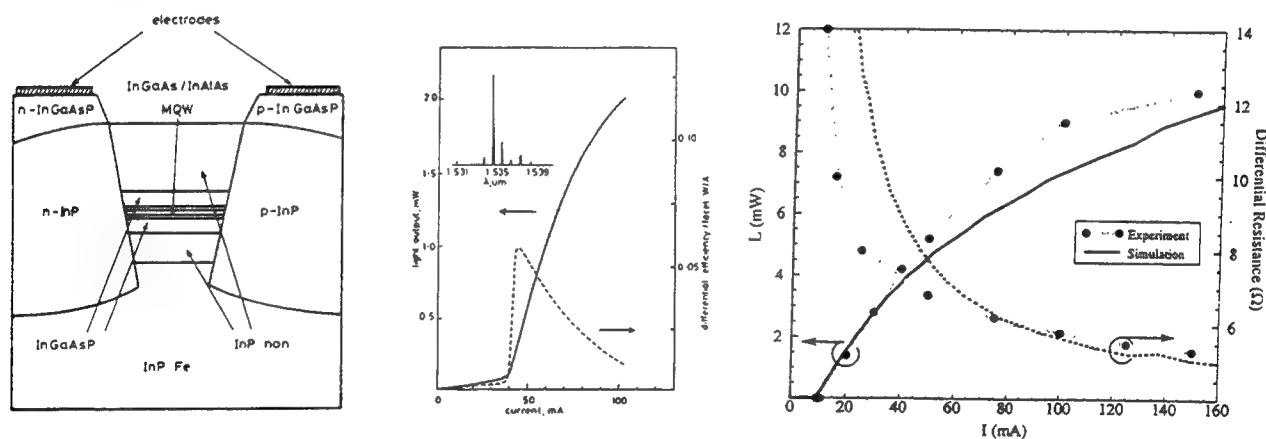 electrodes
InGaAs/InAlAs
MQW
n-InGaAsP
p-InGaAsP
n-InP
p-InP
InGaAsP
InP non
InP Fe
light output, mW
2.0
1.5
1.0
0.5
1.531
1.535
1.539
λ,um
0.10
0.05
differential efficiency/facet W/A
0
50
100
current, mA
L (mW)
12
10
8
6
4
2
14
12
10
8
6
Differential Resistance (Ω)
Experiment
Simulation
0
20
40
60
80
100
120
140
160
I (mA)